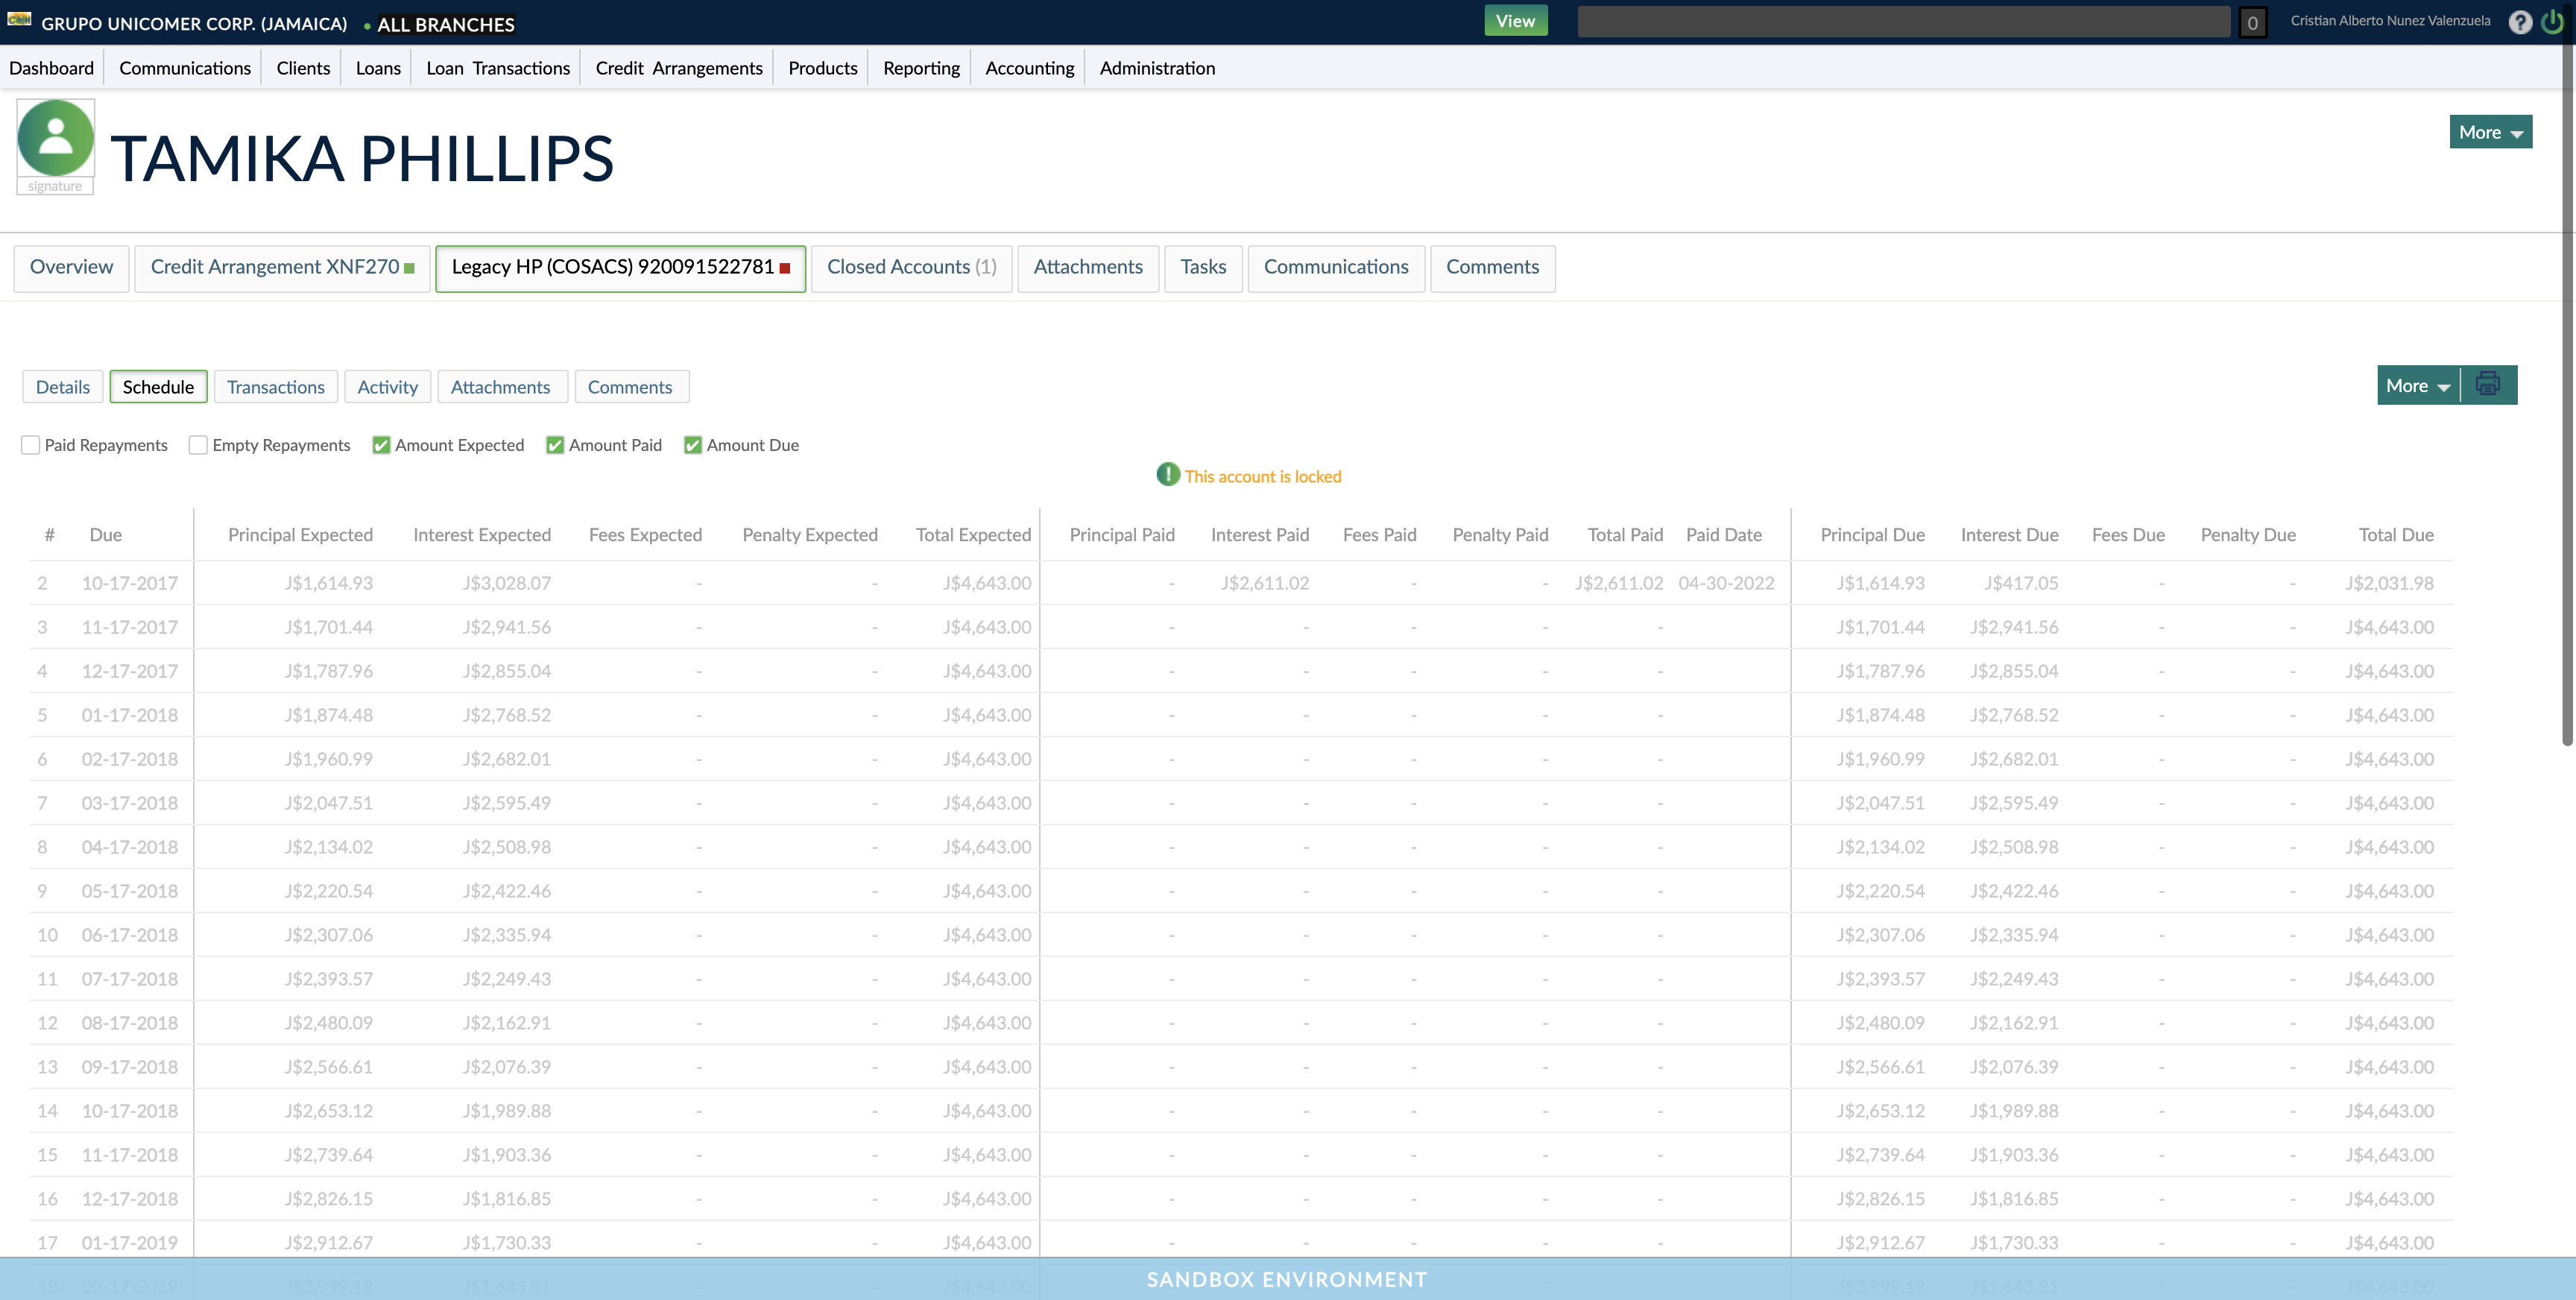 GRUPO UNICOMER CORP. (JAMAICA) • ALL BRANCHES View 0 Cristian Alberto Nunez Valenzuela ?
Dashboard Communications Clients Loans Loan Transactions Credit Arrangements Products Reporting Accounting Administration
TAMIKA PHILLIPS More
signature
Overview Credit Arrangement XNF270 Legacy HP (COSACS) 920091522781 Closed Accounts (1) Attachments Tasks Communications Comments
Details Schedule Transactions Activity Attachments Comments More
Paid Repayments Empty Repayments Amount Expected Amount Paid Amount Due
This account is locked
# Due Principal Expected Interest Expected Fees Expected Penalty Expected Total Expected Principal Paid Interest Paid Fees Paid Penalty Paid Total Paid Paid Date Principal Due Interest Due Fees Due Penalty Due Total Due
2 10-17-2017 J$1,614.93 J$3,028.07 - - J$4,643.00 - J$2,611.02 - - J$2,611.02 04-30-2022 J$1,614.93 J$417.05 - - J$2,031.98
3 11-17-2017 J$1,701.44 J$2,941.56 - - J$4,643.00 - - - - - J$1,701.44 J$2,941.56 - - J$4,643.00
4 12-17-2017 J$1,787.96 J$2,855.04 - - J$4,643.00 - - - - - J$1,787.96 J$2,855.04 - - J$4,643.00
5 01-17-2018 J$1,874.48 J$2,768.52 - - J$4,643.00 - - - - - J$1,874.48 J$2,768.52 - - J$4,643.00
6 02-17-2018 J$1,960.99 J$2,682.01 - - J$4,643.00 - - - - - J$1,960.99 J$2,682.01 - - J$4,643.00
7 03-17-2018 J$2,047.51 J$2,595.49 - - J$4,643.00 - - - - - J$2,047.51 J$2,595.49 - - J$4,643.00
8 04-17-2018 J$2,134.02 J$2,508.98 - - J$4,643.00 - - - - - J$2,134.02 J$2,508.98 - - J$4,643.00
9 05-17-2018 J$2,220.54 J$2,422.46 - - J$4,643.00 - - - - - J$2,220.54 J$2,422.46 - - J$4,643.00
10 06-17-2018 J$2,307.06 J$2,335.94 - - J$4,643.00 - - - - - J$2,307.06 J$2,335.94 - - J$4,643.00
11 07-17-2018 J$2,393.57 J$2,249.43 - - J$4,643.00 - - - - - J$2,393.57 J$2,249.43 - - J$4,643.00
12 08-17-2018 J$2,480.09 J$2,162.91 - - J$4,643.00 - - - - - J$2,480.09 J$2,162.91 - - J$4,643.00
13 09-17-2018 J$2,566.61 J$2,076.39 - - J$4,643.00 - - - - - J$2,566.61 J$2,076.39 - - J$4,643.00
14 10-17-2018 J$2,653.12 J$1,989.88 - - J$4,643.00 - - - - - J$2,653.12 J$1,989.88 - - J$4,643.00
15 11-17-2018 J$2,739.64 J$1,903.36 - - J$4,643.00 - - - - - J$2,739.64 J$1,903.36 - - J$4,643.00
16 12-17-2018 J$2,826.15 J$1,816.85 - - J$4,643.00 - - - - - J$2,826.15 J$1,816.85 - - J$4,643.00
17 01-17-2019 J$2,912.67 J$1,730.33 - - J$4,643.00 - - - - - J$2,912.67 J$1,730.33 - - J$4,643.00
18 02-17-2019 J$2,999.19 J$1,643.81 J$4,643.00 J$2,999.19 J$1,643.81 J$4,643.00
SANDBOX ENVIRONMENT